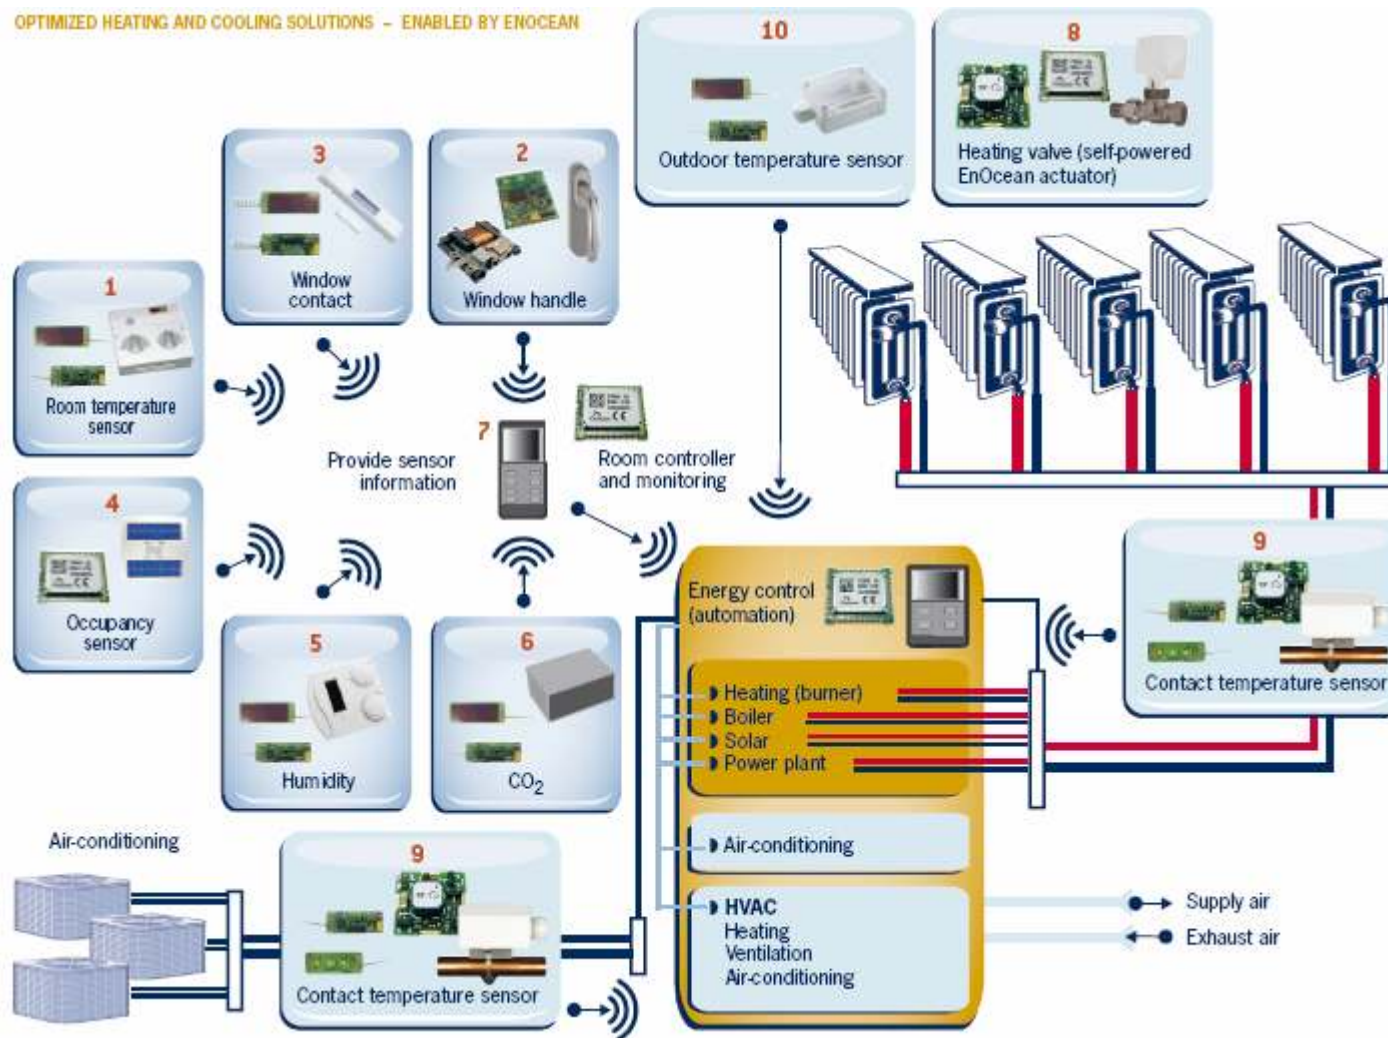 OPTIMIZED HEATING AND COOLING SOLUTIONS – ENABLED BY ENOCEAN
10
Outdoor temperature sensor
8
Heating valve (self-powered
EnOcean actuator)
3
Window
contact
2
Window handle
1
Room temperature
sensor
7
Provide sensor
information
Room controller
and monitoring
4
Occupancy
sensor
5
Humidity
6
CO2
9
Contact temperature sensor
Energy control
(automation)
Heating (burner)
Boiler
Solar
Power plant
Air-conditioning
HVAC
Heating
Ventilation
Air-conditioning
Supply air
Exhaust air
Air-conditioning
9
Contact temperature sensor